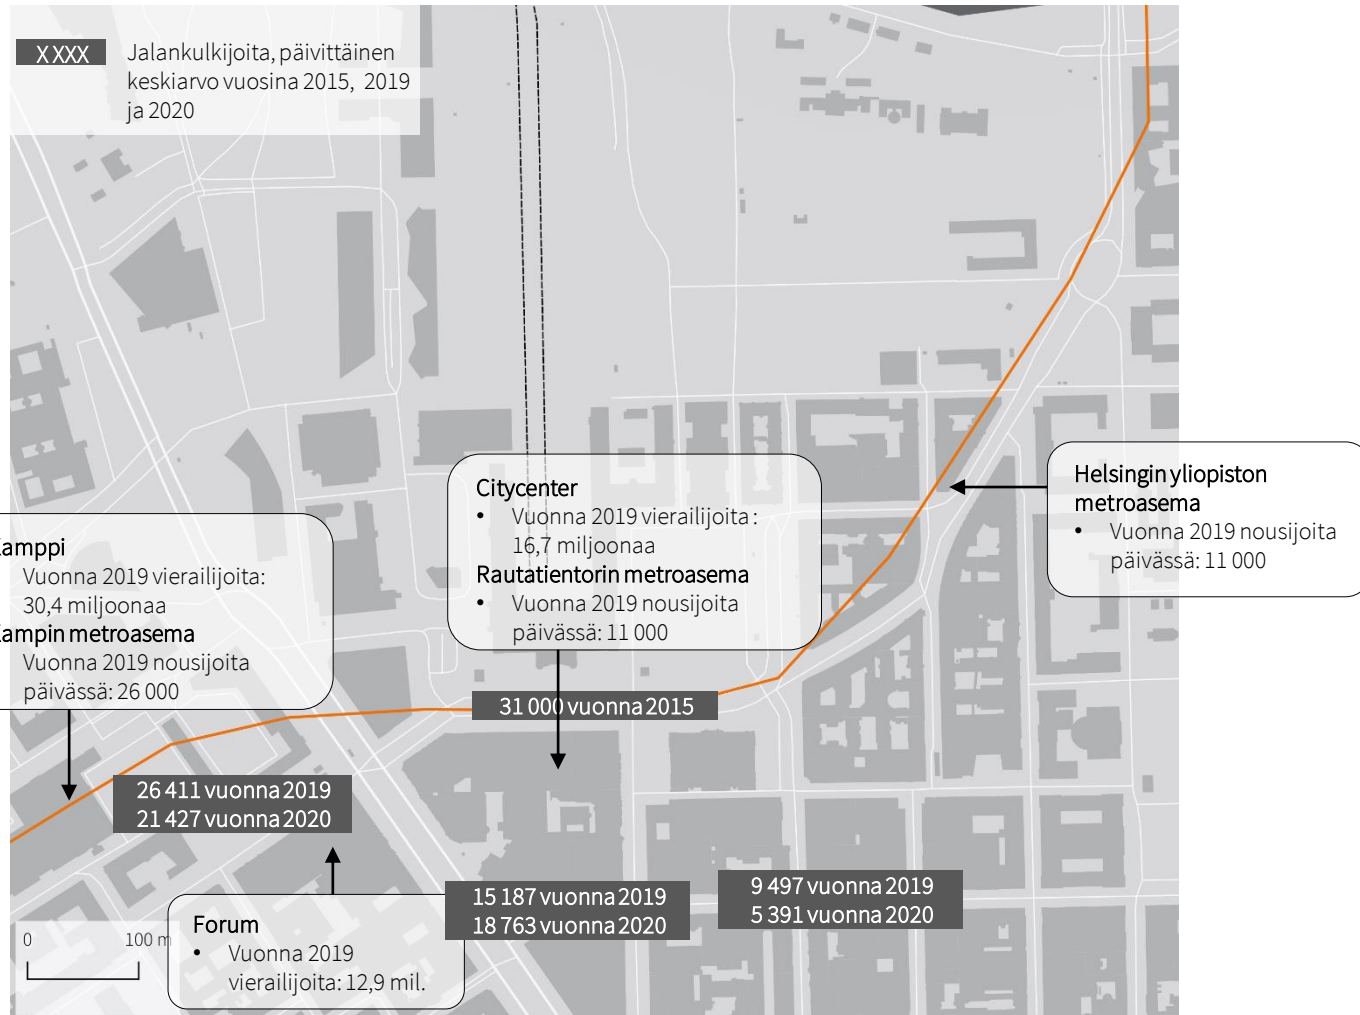 X XXX
Jalankulkijoita, päivittäinen
keskiarvo vuosina 2015, 2019
ja 2020
Citycenter
• Vuonna 2019 vierailijoita :
16,7 miljoonaa
Rautatientorin metroasema
• Vuonna 2019 nousijoita
päivässä: 11 000
Helsingin yliopiston
metroasema
• Vuonna 2019 nousijoita
päivässä: 11 000
Kamppi
Vuonna 2019 vierailijoita:
30,4 miljoonaa
Kampin metroasema
Vuonna 2019 nousijoita
päivässä: 26 000
31 000 vuonna 2015
26 411 vuonna 2019
21 427 vuonna 2020
15 187 vuonna 2019
18 763 vuonna 2020
9 497 vuonna 2019
5 391 vuonna 2020
Forum
• Vuonna 2019
vierailijoita: 12,9 mil.
0 100 m